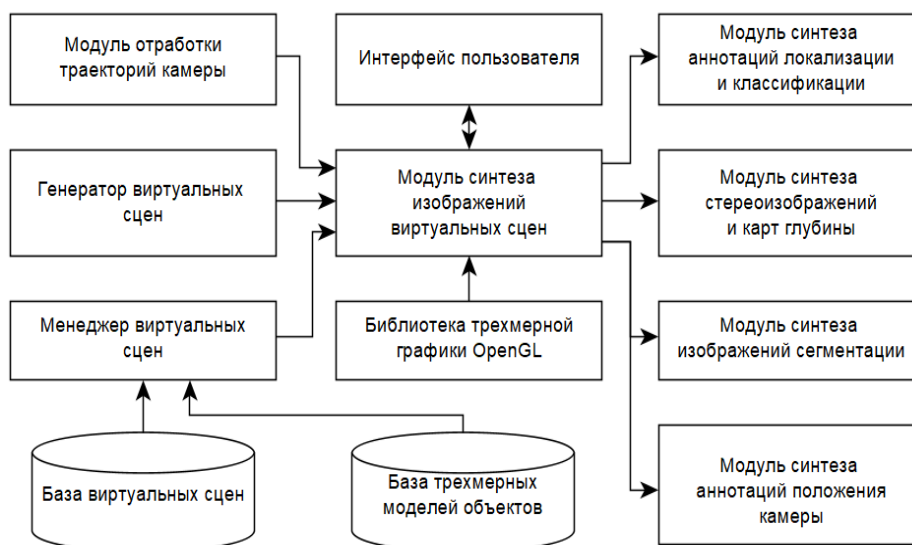 Модуль отработки
траекторий камеры
Интерфейс пользователя
Модуль синтеза
аннотаций локализации
и классификации
Генератор виртуальных
сцен
Модуль синтеза
изображений
виртуальных сцен
Модуль синтеза
стереоизображений
и карт глубины
Менеджер виртуальных
сцен
Библиотека трехмерной
графики OpenGL
Модуль синтеза
изображений сегментации
База виртуальных сцен
База трехмерных
моделей объектов
Модуль синтеза
аннотаций положения
камеры